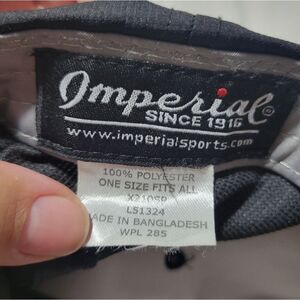 Imperial®
SINCE 1916
www.imperialsports.com
100% POLYESTER
ONE SIZE FITS ALL
X210SP
LS1324
MADE IN BANGLADESH
WPL 285